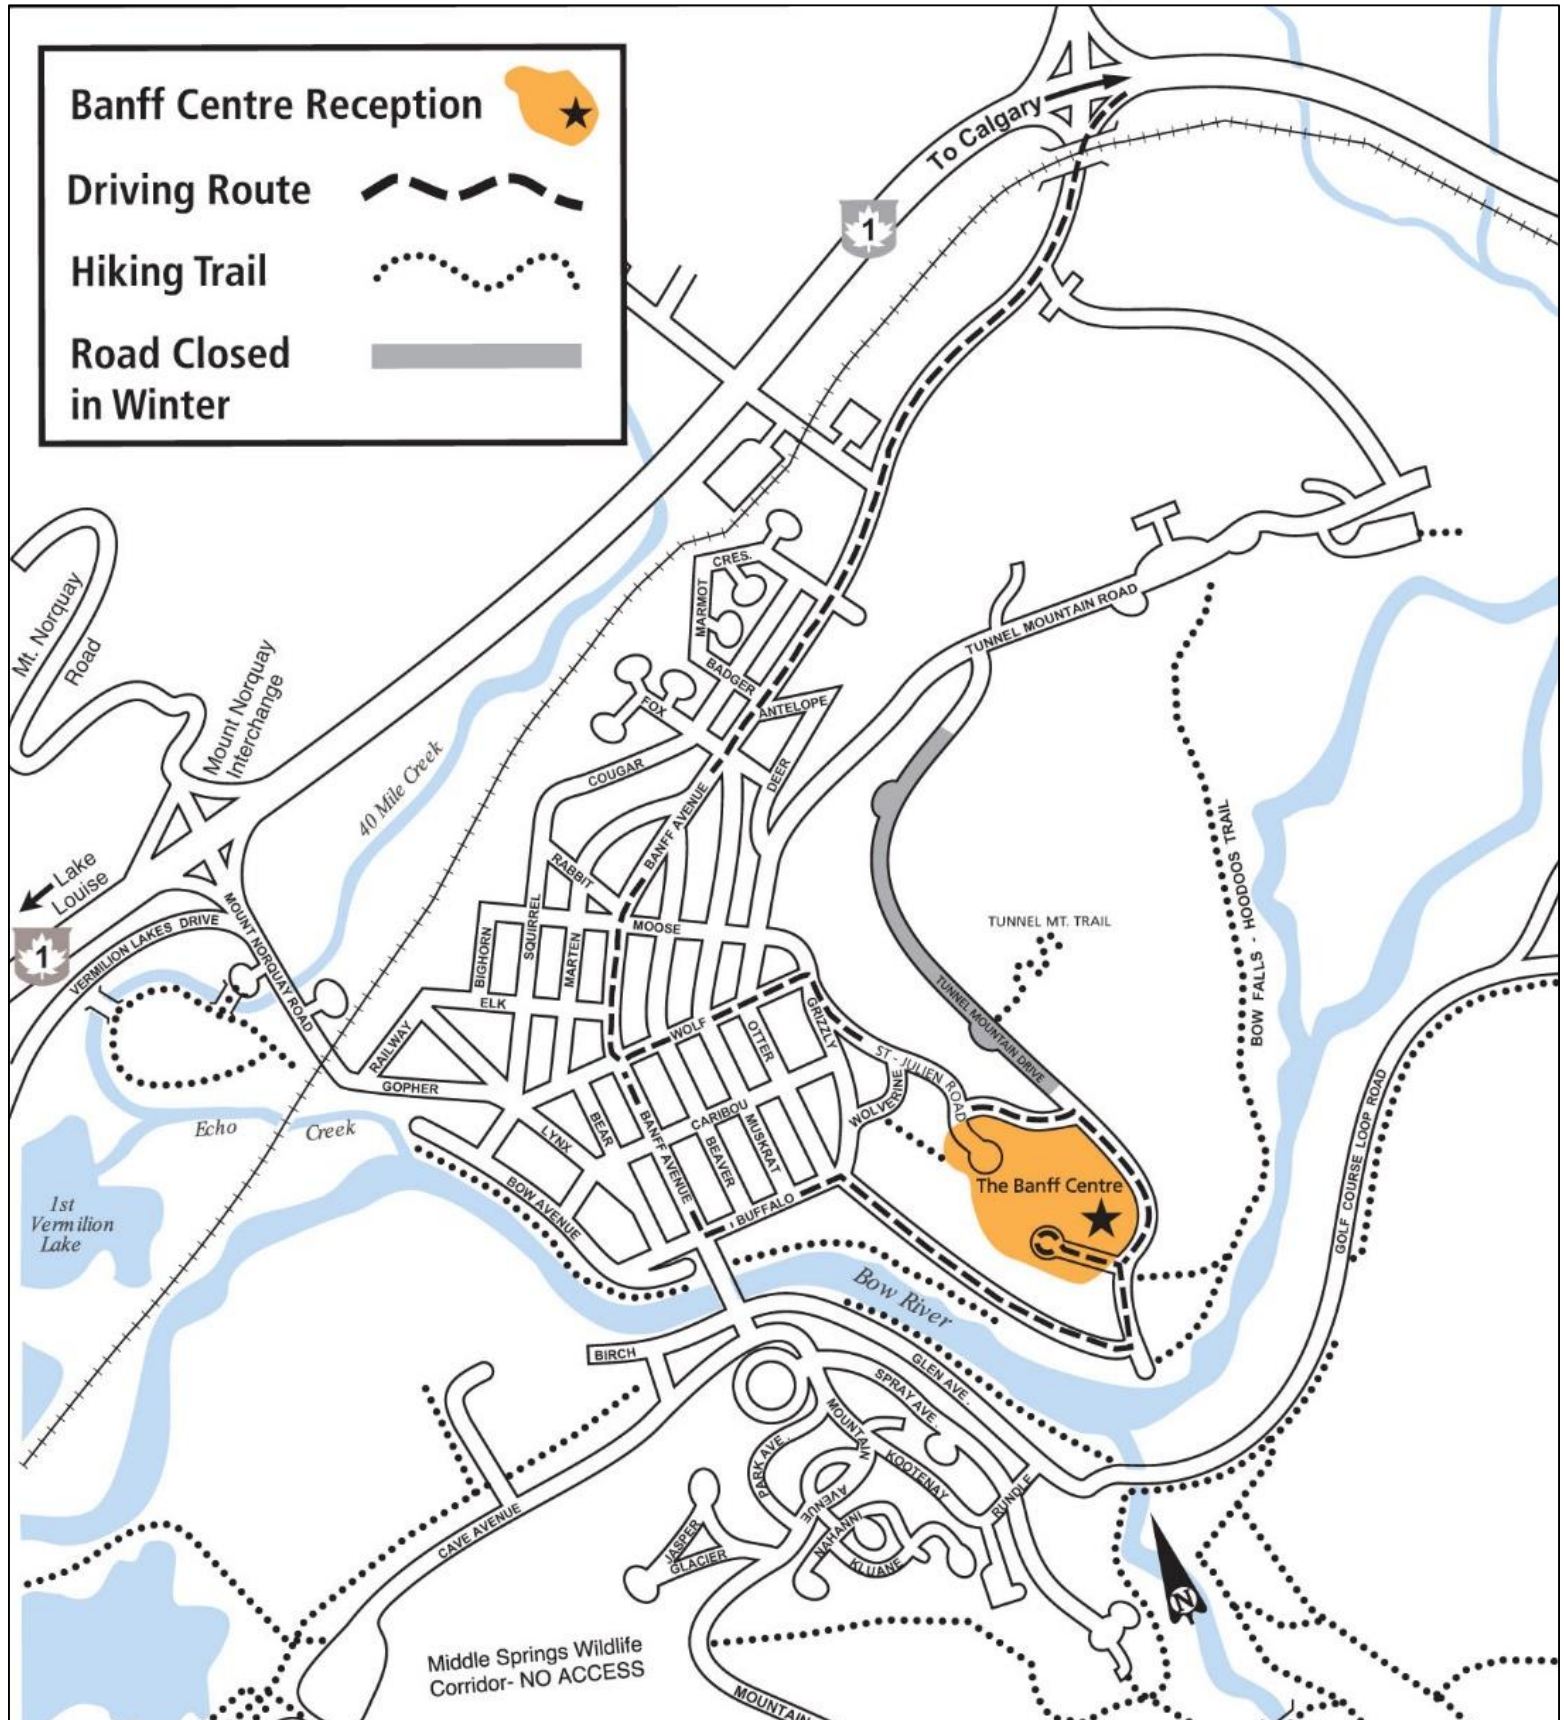 Banff Centre Reception
Driving Route
Hiking Trail
Road Closed
in Winter
To Calgary
1
Mt. Norquay
Road
Mount Norquay
Interchange
40 Mile Creek
Lake
Louise
1
VERMILION LAKES DRIVE
MOUNT NORQUAY ROAD
CRES.
MARMOT
BADGER
FOX
ANTELOPE
DEER
COUGAR
BANFF AVENUE
RABBIT
SQUIRREL
MOOSE
BIGHORN
MARTEN
ELK
RAILWAY
GOPHER
WOLF
OTTER
GRIZZLY
TUNNEL MOUNTAIN ROAD
TUNNEL MT. TRAIL
TUNNEL MOUNTAIN DRIVE
BOW FALLS - HOODOOS TRAIL
ST - JULIEN ROAD
WOLVERINE
CARIBOU
BEAR
LYNX
BANFF AVENUE
BEAVER
MUSKRAT
BUFFALO
BOW AVENUE
Echo Creek
1st
Vermilion
Lake
The Banff Centre
GOLF COURSE LOOP ROAD
Bow River
BIRCH
GLEN AVE.
SPRAY AVE.
MOUNTAIN
AVENUE
PARK AVE.
KOOTENAY
RUNDLE
NAHANNI
KLUANE
JASPER
GLACIER
CAVE AVENUE
N
Middle Springs Wildlife
Corridor- NO ACCESS
MOUNTAIN